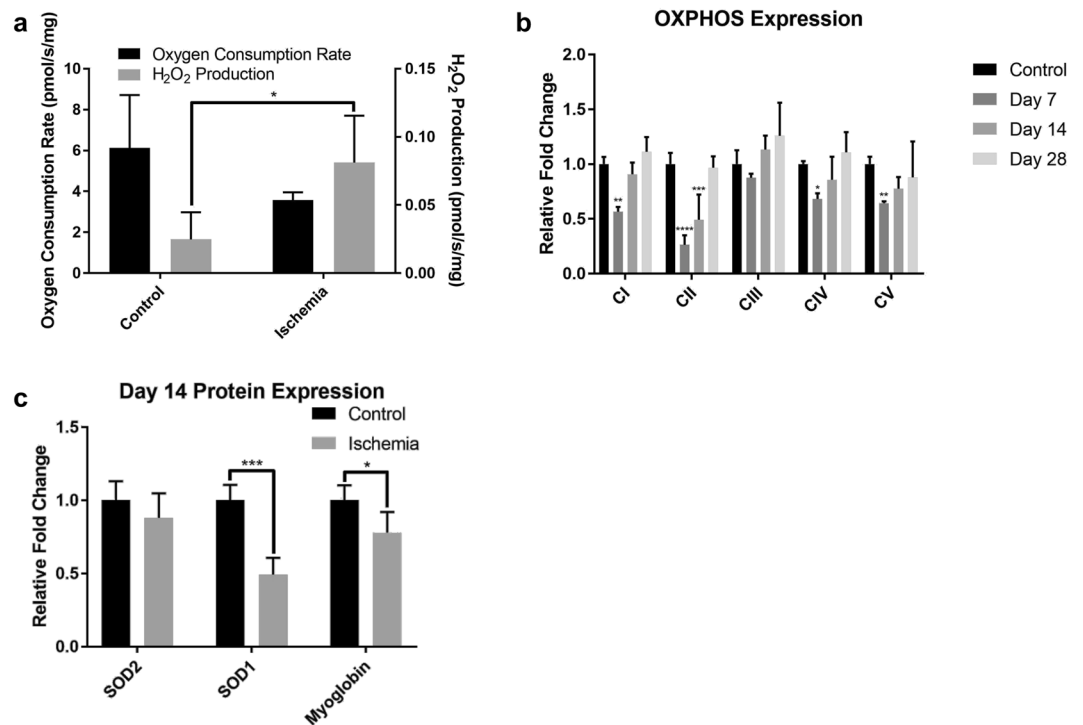 a
Oxygen Consumption Rate (pmol/s/mg)
Oxygen Consumption Rate
H₂O₂ Production
10
8
6
4
2
0
*
0.15
0.10
0.05
0.00
H₂O₂ Production (pmol/s/mg)
Control
Ischemia
b
OXPHOS Expression
Relative Fold Change
2.0
1.5
1.0
0.5
0.0
**
****
***
*
**
CI
CII
CIII
CIV
CV
Control
Day 7
Day 14
Day 28
c
Day 14 Protein Expression
Control
Ischemia
Relative Fold Change
1.5
1.0
0.5
0.0
***
*
SOD2
SOD1
Myoglobin